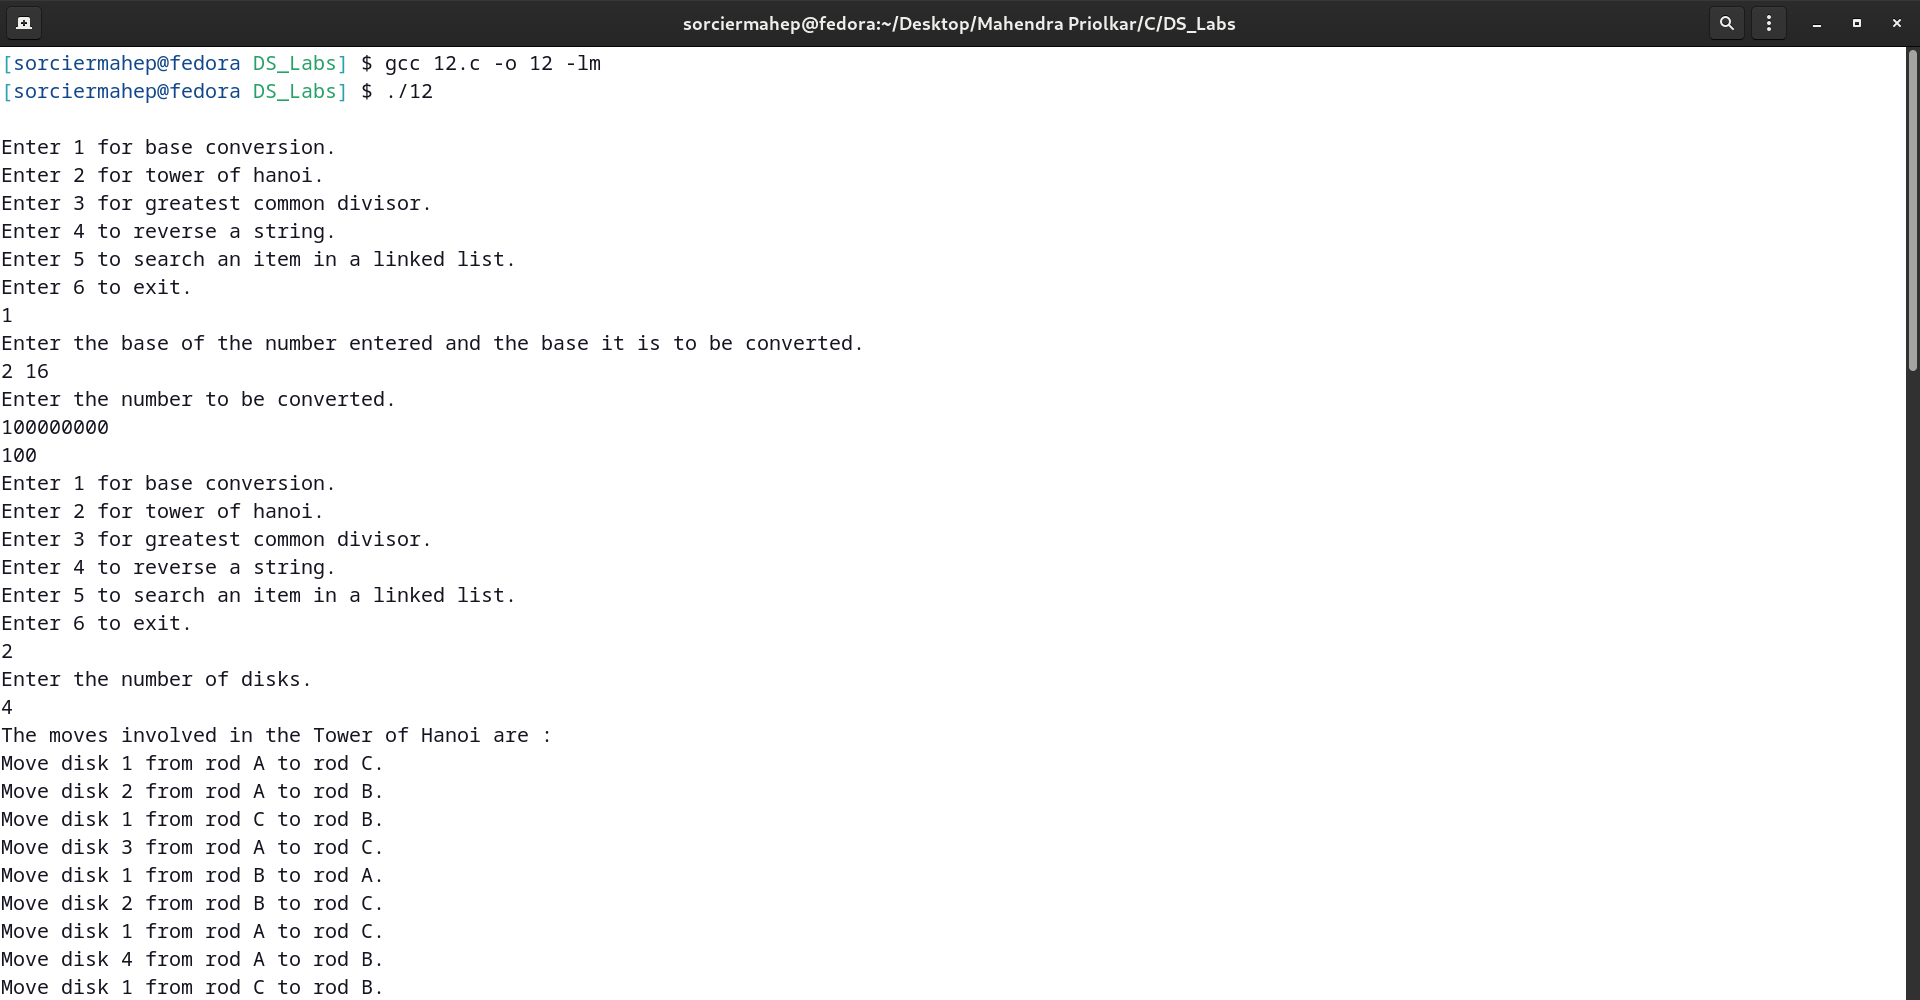 sorciermahep@fedora:~/Desktop/Mahendra Priolkar/C/DS_Labs
[sorciermahep@fedora DS_Labs] $ gcc 12.c -o 12 -lm
[sorciermahep@fedora DS_Labs] $ ./12
Enter 1 for base conversion.
Enter 2 for tower of hanoi.
Enter 3 for greatest common divisor.
Enter 4 to reverse a string.
Enter 5 to search an item in a linked list.
Enter 6 to exit.
1
Enter the base of the number entered and the base it is to be converted.
2 16
Enter the number to be converted.
100000000
100
Enter 1 for base conversion.
Enter 2 for tower of hanoi.
Enter 3 for greatest common divisor.
Enter 4 to reverse a string.
Enter 5 to search an item in a linked list.
Enter 6 to exit.
2
Enter the number of disks.
4
The moves involved in the Tower of Hanoi are :
Move disk 1 from rod A to rod C.
Move disk 2 from rod A to rod B.
Move disk 1 from rod C to rod B.
Move disk 3 from rod A to rod C.
Move disk 1 from rod B to rod A.
Move disk 2 from rod B to rod C.
Move disk 1 from rod A to rod C.
Move disk 4 from rod A to rod B.
Move disk 1 from rod C to rod B.